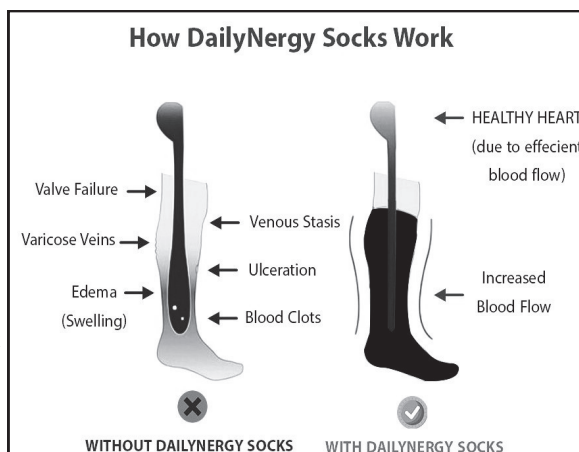 How DailyNergy Socks Work
Valve Failure
Varicose Veins
Edema
(Swelling)
Venous Stasis
Ulceration
Blood Clots
HEALTHY HEART
(due to effecient
blood flow)
Increased
Blood Flow
WITHOUT DAILYNERGY SOCKS
WITH DAILYNERGY SOCKS